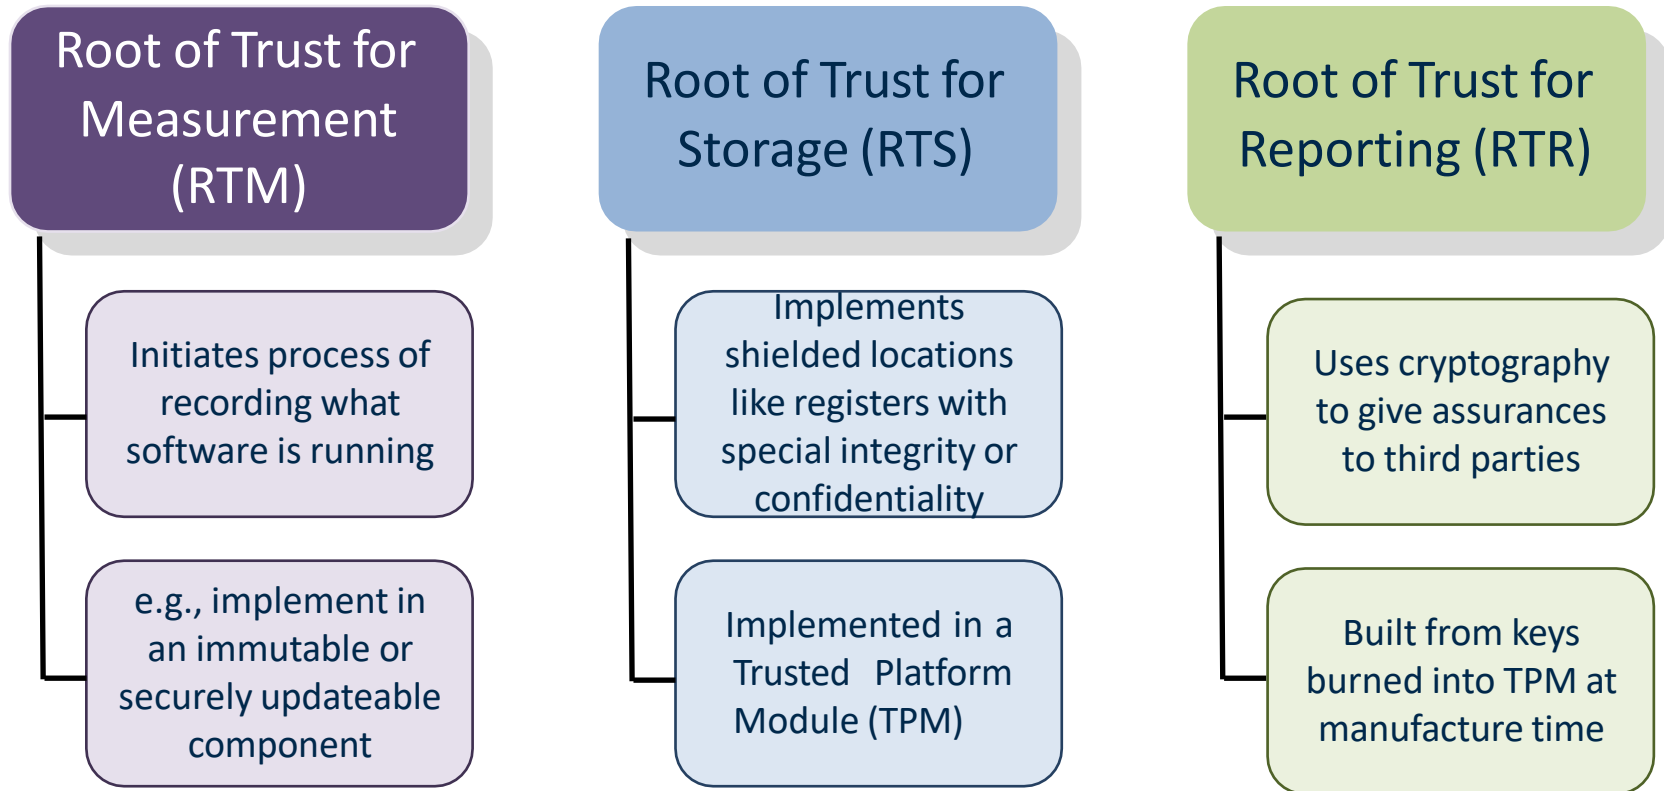 Root of Trust for
Measurement
(RTM)
Initiates process of
recording what
software is running
e.g., implement in
an immutable or
securely updateable
component
Root of Trust for
Storage (RTS)
Implements
shielded locations
like registers with
special integrity or
confidentiality
Implemented in a
Trusted Platform
Module (TPM)
Root of Trust for
Reporting (RTR)
Uses cryptography
to give assurances
to third parties
Built from keys
burned into TPM at
manufacture time